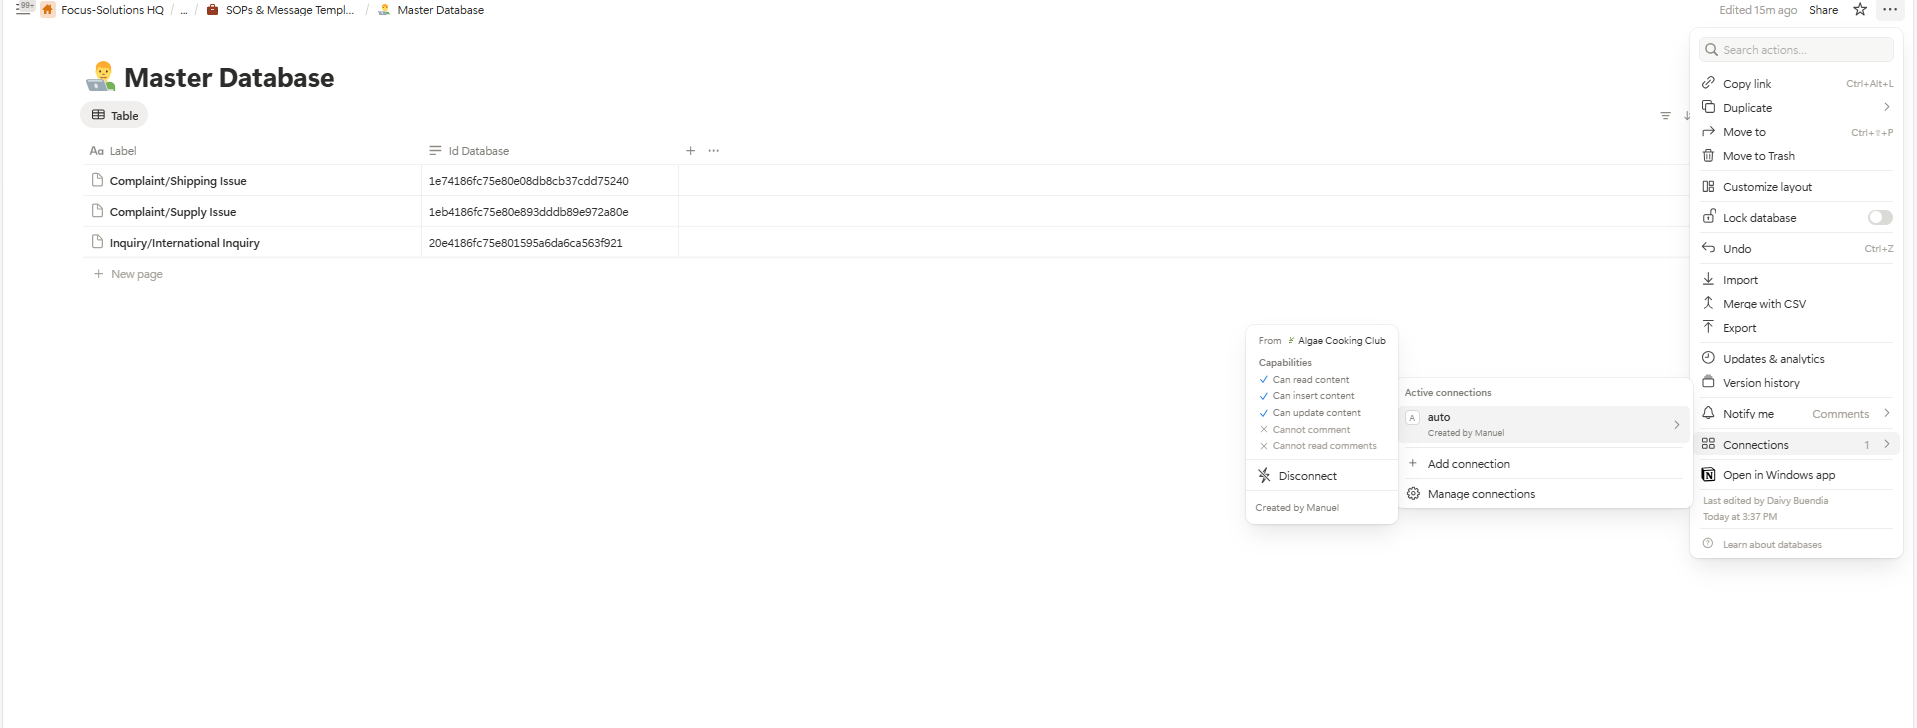 99+
Focus-Solutions HQ / ... / SOPs & Message Templ... / Master Database
Edited 15m ago
Share
Master Database
Table
Aa Label
Id Database
Complaint/Shipping Issue
1e74186fc75e80e08db8cb37cdd75240
Complaint/Supply Issue
1eb4186fc75e80e893dddb89e972a80e
Inquiry/International Inquiry
20e4186fc75e801595a6da6ca563f921
+ New page
From Algae Cooking Club
Capabilities
Can read content
Can insert content
Can update content
Cannot comment
Cannot read comments
Disconnect
Created by Manuel
Active connections
A auto
Created by Manuel
+ Add connection
Manage connections
Search actions...
Copy link Ctrl+Alt+L
Duplicate
Move to Ctrl+⇧+P
Move to Trash
Customize layout
Lock database
Undo Ctrl+Z
Import
Merge with CSV
Export
Updates & analytics
Version history
Notify me Comments
Connections 1
Open in Windows app
Last edited by Daivy Buendia
Today at 3:37 PM
Learn about databases